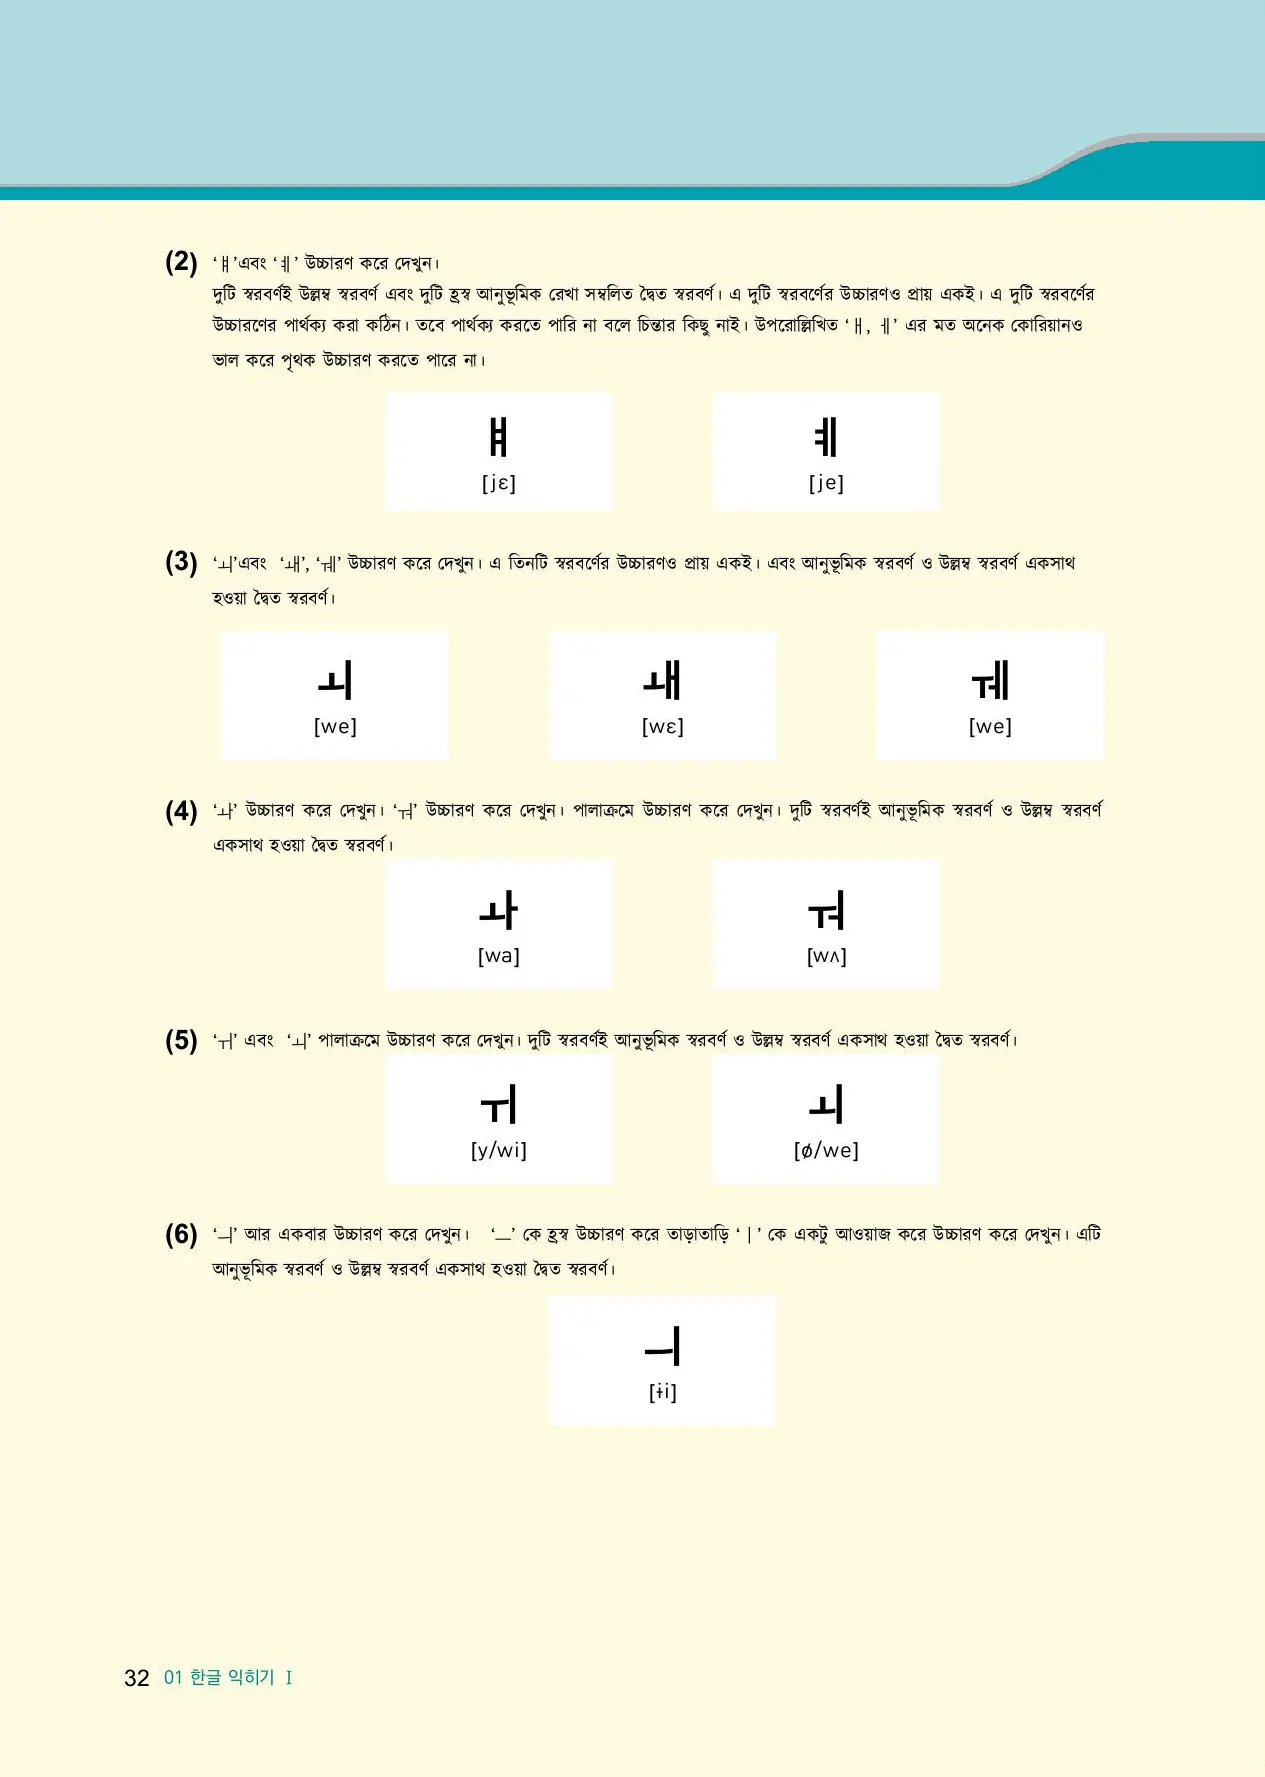 (2) ‘ㅒ’এবং ‘ㅖ’ উচ্চারণ করে দেখুন।
দুটি স্বরবর্ণই উল্লম্ব স্বরবর্ণ এবং দুটি হ্রস্ব আনুভূমিক রেখা সম্বলিত দ্বৈত স্বরবর্ণ। এ দুটি স্বরবর্ণের উচ্চারণও প্রায় একই। এ দুটি স্বরবর্ণের
উচ্চারণের পার্থক্য করা কঠিন। তবে পার্থক্য করতে পারি না বলে চিন্তার কিছু নাই। উপরোল্লিখিত ‘ㅐ, ㅔ’ এর মত অনেক কোরিয়ানও
ভাল করে পৃথক উচ্চারণ করতে পারে না।
ㅒ ㅖ
[jɛ] [je]
(3) ‘ㅚ’এবং ‘ㅙ’, ‘ㅞ’ উচ্চারণ করে দেখুন। এ তিনটি স্বরবর্ণের উচ্চারণও প্রায় একই। এবং আনুভূমিক স্বরবর্ণ ও উল্লম্ব স্বরবর্ণ একসাথ
হওয়া দ্বৈত স্বরবর্ণ।
ㅚ ㅙ ㅞ
[we] [wɛ] [we]
(4) ‘ㅘ’ উচ্চারণ করে দেখুন। ‘ㅝ’ উচ্চারণ করে দেখুন। পালাক্রমে উচ্চারণ করে দেখুন। দুটি স্বরবর্ণই আনুভূমিক স্বরবর্ণ ও উল্লম্ব স্বরবর্ণ
একসাথ হওয়া দ্বৈত স্বরবর্ণ।
ㅘ ㅝ
[wa] [wʌ]
(5) ‘ㅟ’ এবং ‘ㅚ’ পালাক্রমে উচ্চারণ করে দেখুন। দুটি স্বরবর্ণই আনুভূমিক স্বরবর্ণ ও উল্লম্ব স্বরবর্ণ একসাথ হওয়া দ্বৈত স্বরবর্ণ।
ㅟ ㅚ
[y/wi] [ø/we]
(6) ‘ㅢ’ আর একবার উচ্চারণ করে দেখুন। ‘ㅡ’ কে হ্রস্ব উচ্চারণ করে তাড়াতাড়ি ‘ㅣ’ কে একটু আওয়াজ করে উচ্চারণ করে দেখুন। এটি
আনুভূমিক স্বরবর্ণ ও উল্লম্ব স্বরবর্ণ একসাথ হওয়া দ্বৈত স্বরবর্ণ।
ㅢ
[ɨi]
32 01 한글 익히기 Ⅰ